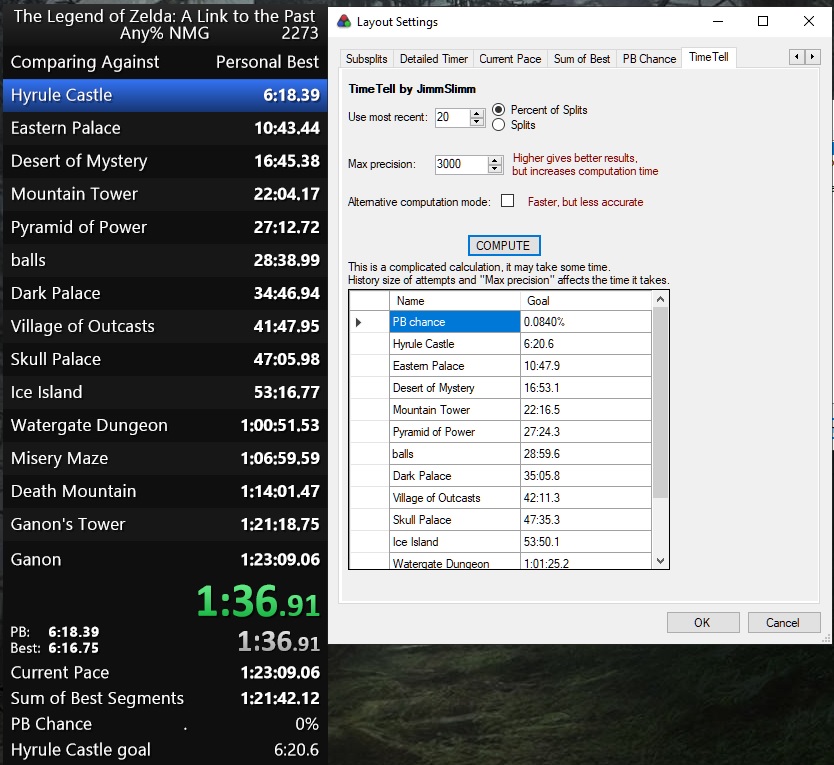 The Legend of Zelda: A Link to the Past
Any% NMG 2273
Comparing Against Personal Best
Hyrule Castle 6:18.39
Eastern Palace 10:43.44
Desert of Mystery 16:45.38
Mountain Tower 22:04.17
Pyramid of Power 27:12.72
balls 28:38.99
Dark Palace 34:46.94
Village of Outcasts 41:47.95
Skull Palace 47:05.98
Ice Island 53:16.77
Watergate Dungeon 1:00:51.53
Misery Maze 1:06:59.59
Death Mountain 1:14:01.47
Ganon's Tower 1:21:18.75
Ganon 1:23:09.06
1:36.91
PB: 6:18.39
Best: 6:16.75
1:36.91
Current Pace 1:23:09.06
Sum of Best Segments 1:21:42.12
PB Chance . 0%
Hyrule Castle goal 6:20.6
Layout Settings
Subsplits Detailed Timer Current Pace Sum of Best PB Chance TimeTell
TimeTell by JimmSlimm
Use most recent: 20 Percent of Splits
Splits
Max precision: 3000 Higher gives better results,
but increases computation time
Alternative computation mode: Faster, but less accurate
COMPUTE
This is a complicated calculation, it may take some time.
History size of attempts and "Max precision" affects the time it takes.
Name Goal
PB chance 0.0840%
Hyrule Castle 6:20.6
Eastern Palace 10:47.9
Desert of Mystery 16:53.1
Mountain Tower 22:16.5
Pyramid of Power 27:24.3
balls 28:59.6
Dark Palace 35:05.8
Village of Outcasts 42:11.3
Skull Palace 47:35.3
Ice Island 53:50.1
Watergate Dungeon 1:01:25.2
OK Cancel